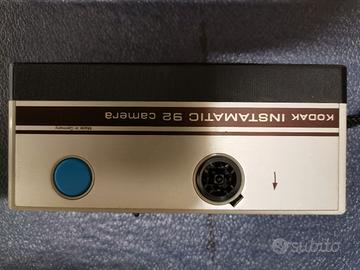 KODAK INSTAMATIC 92 camera
Made in Germany
subito